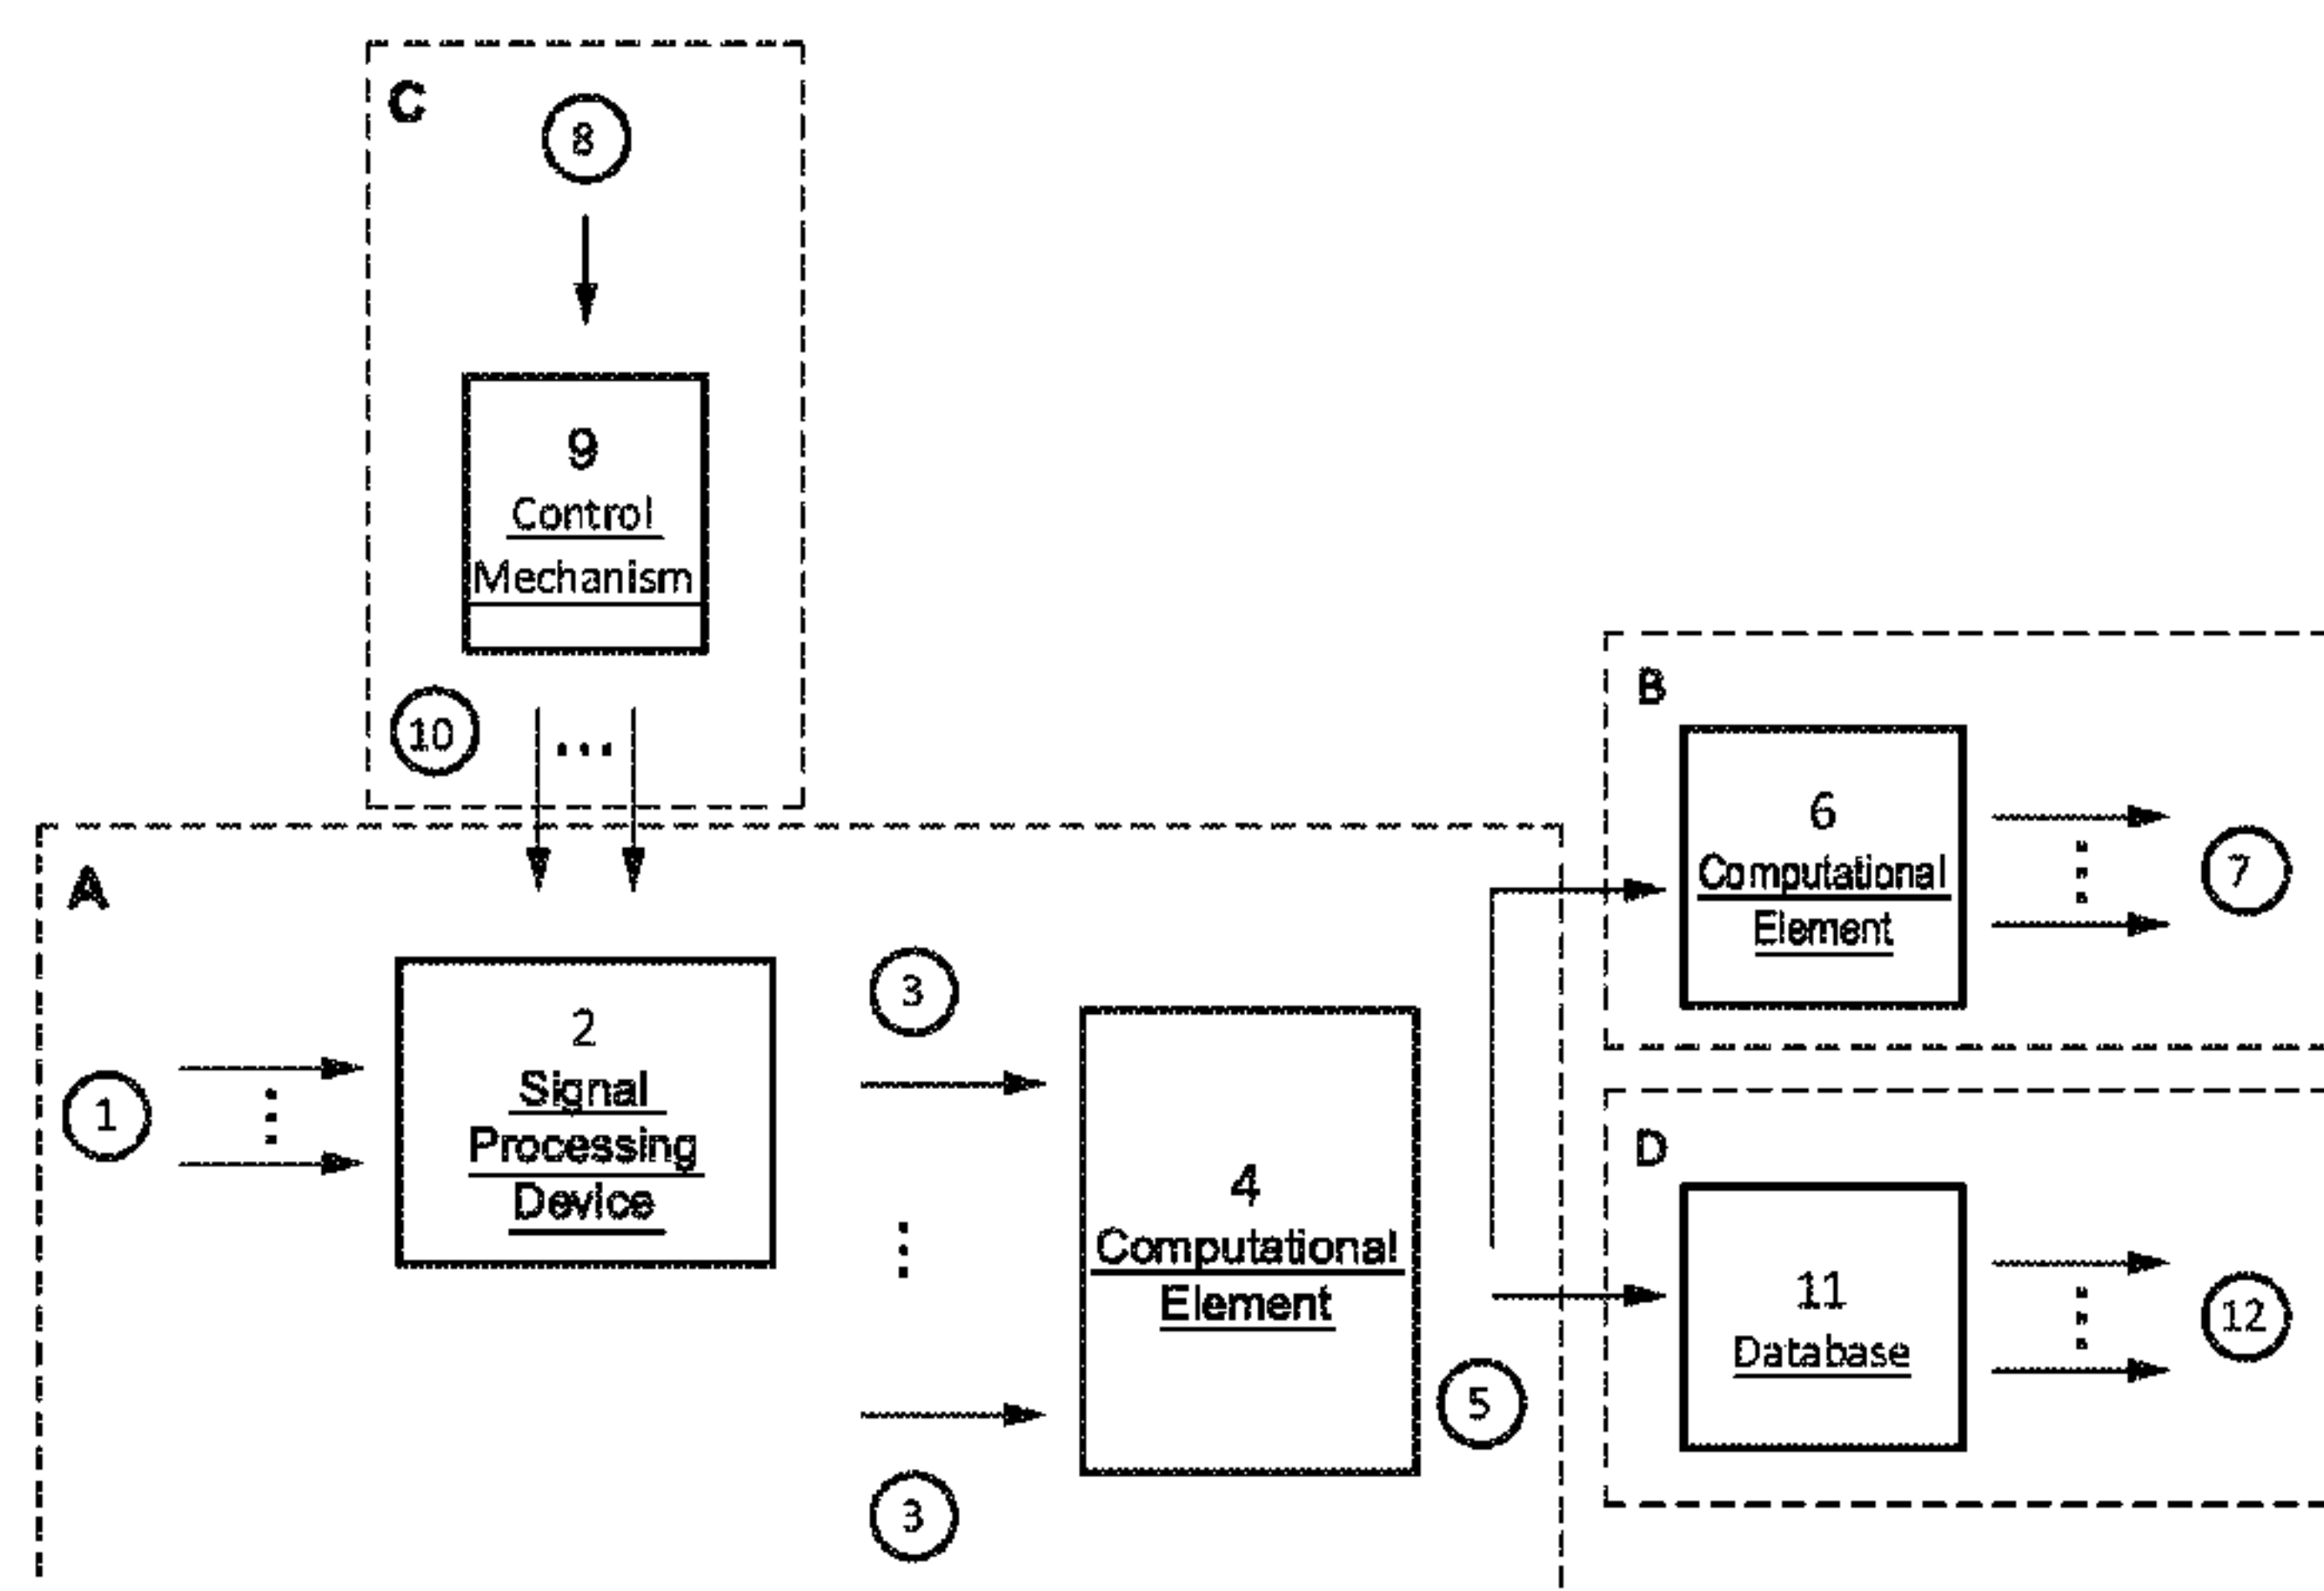 C
8
9
Control
Mechanism
10
A
1
2
Signal
Processing
Device
3
3
4
Computational
Element
5
B
6
Computational
Element
7
D
11
Database
12